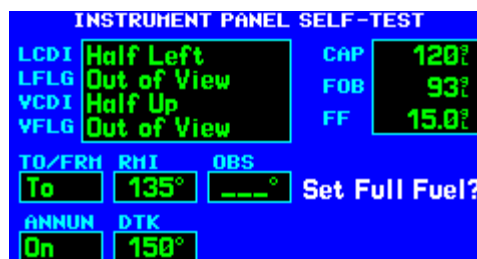 INSTRUMENT PANEL SELF-TEST
LCDI Half Left
LFLG Out of View
VCDI Half Up
VFLG Out of View
CAP 120 g/l
FOB 93 g/l
FF 15.0 g/l
TO/FRM RMI OBS
To 135° ___°
Set Full Fuel?
ANNUN DTK
On 150°